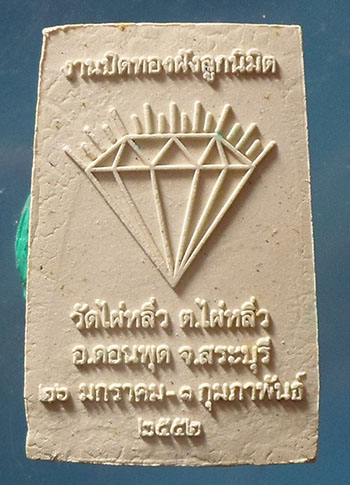 งานปิดทองฝังลูกนิมิต
วัดไผ่หลิ่ว ต.ไผ่หลิ่ว
อ.ดอนพุด จ.สระบุรี
๒๖ มกราคม-๑ กุมภาพันธ์
๒๕๕๒